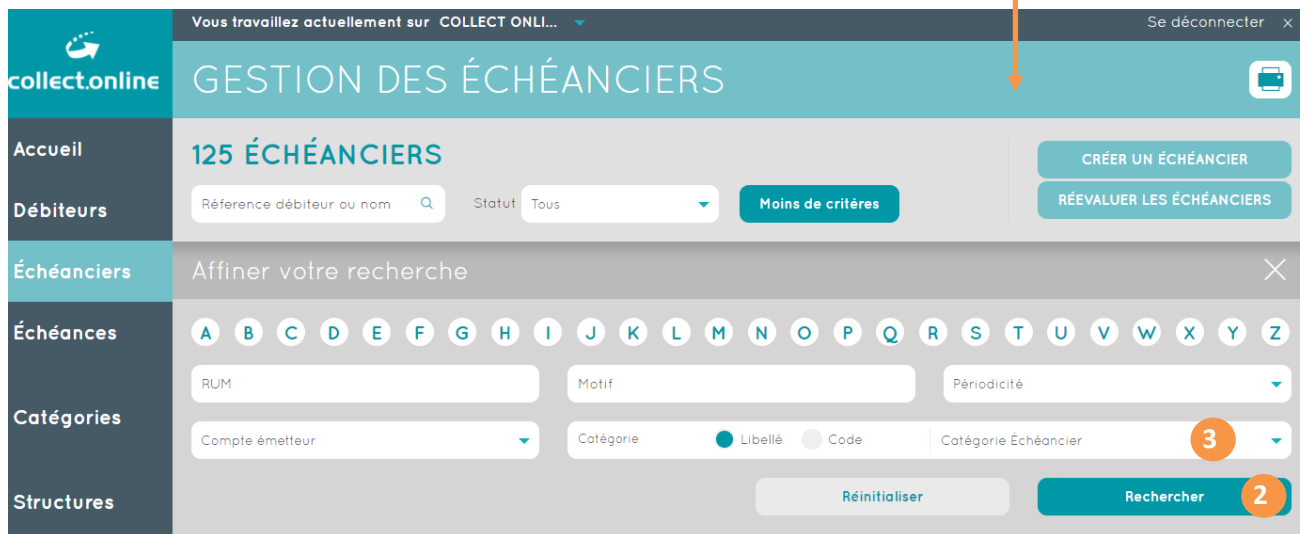 Vous travaillez actuellement sur COLLECT ONLI...
Se déconnecter ×
collect.online
GESTION DES ÉCHÉANCIERS
Accueil
125 ÉCHÉANCIERS
CRÉER UN ÉCHÉANCIER
Débiteurs
Réference débiteur ou nom
Statut Tous
Moins de critères
RÉEVALUER LES ÉCHÉANCIERS
Échéanciers
Affiner votre recherche
Échéances
A B C D E F G H I J K L M N O P Q R S T U V W X Y Z
RUM
Motif
Périodicité
Catégories
Compte émetteur
Catégorie
Libellé
Code
Catégorie Échéancier
3
Structures
Réinitialiser
Rechercher
2